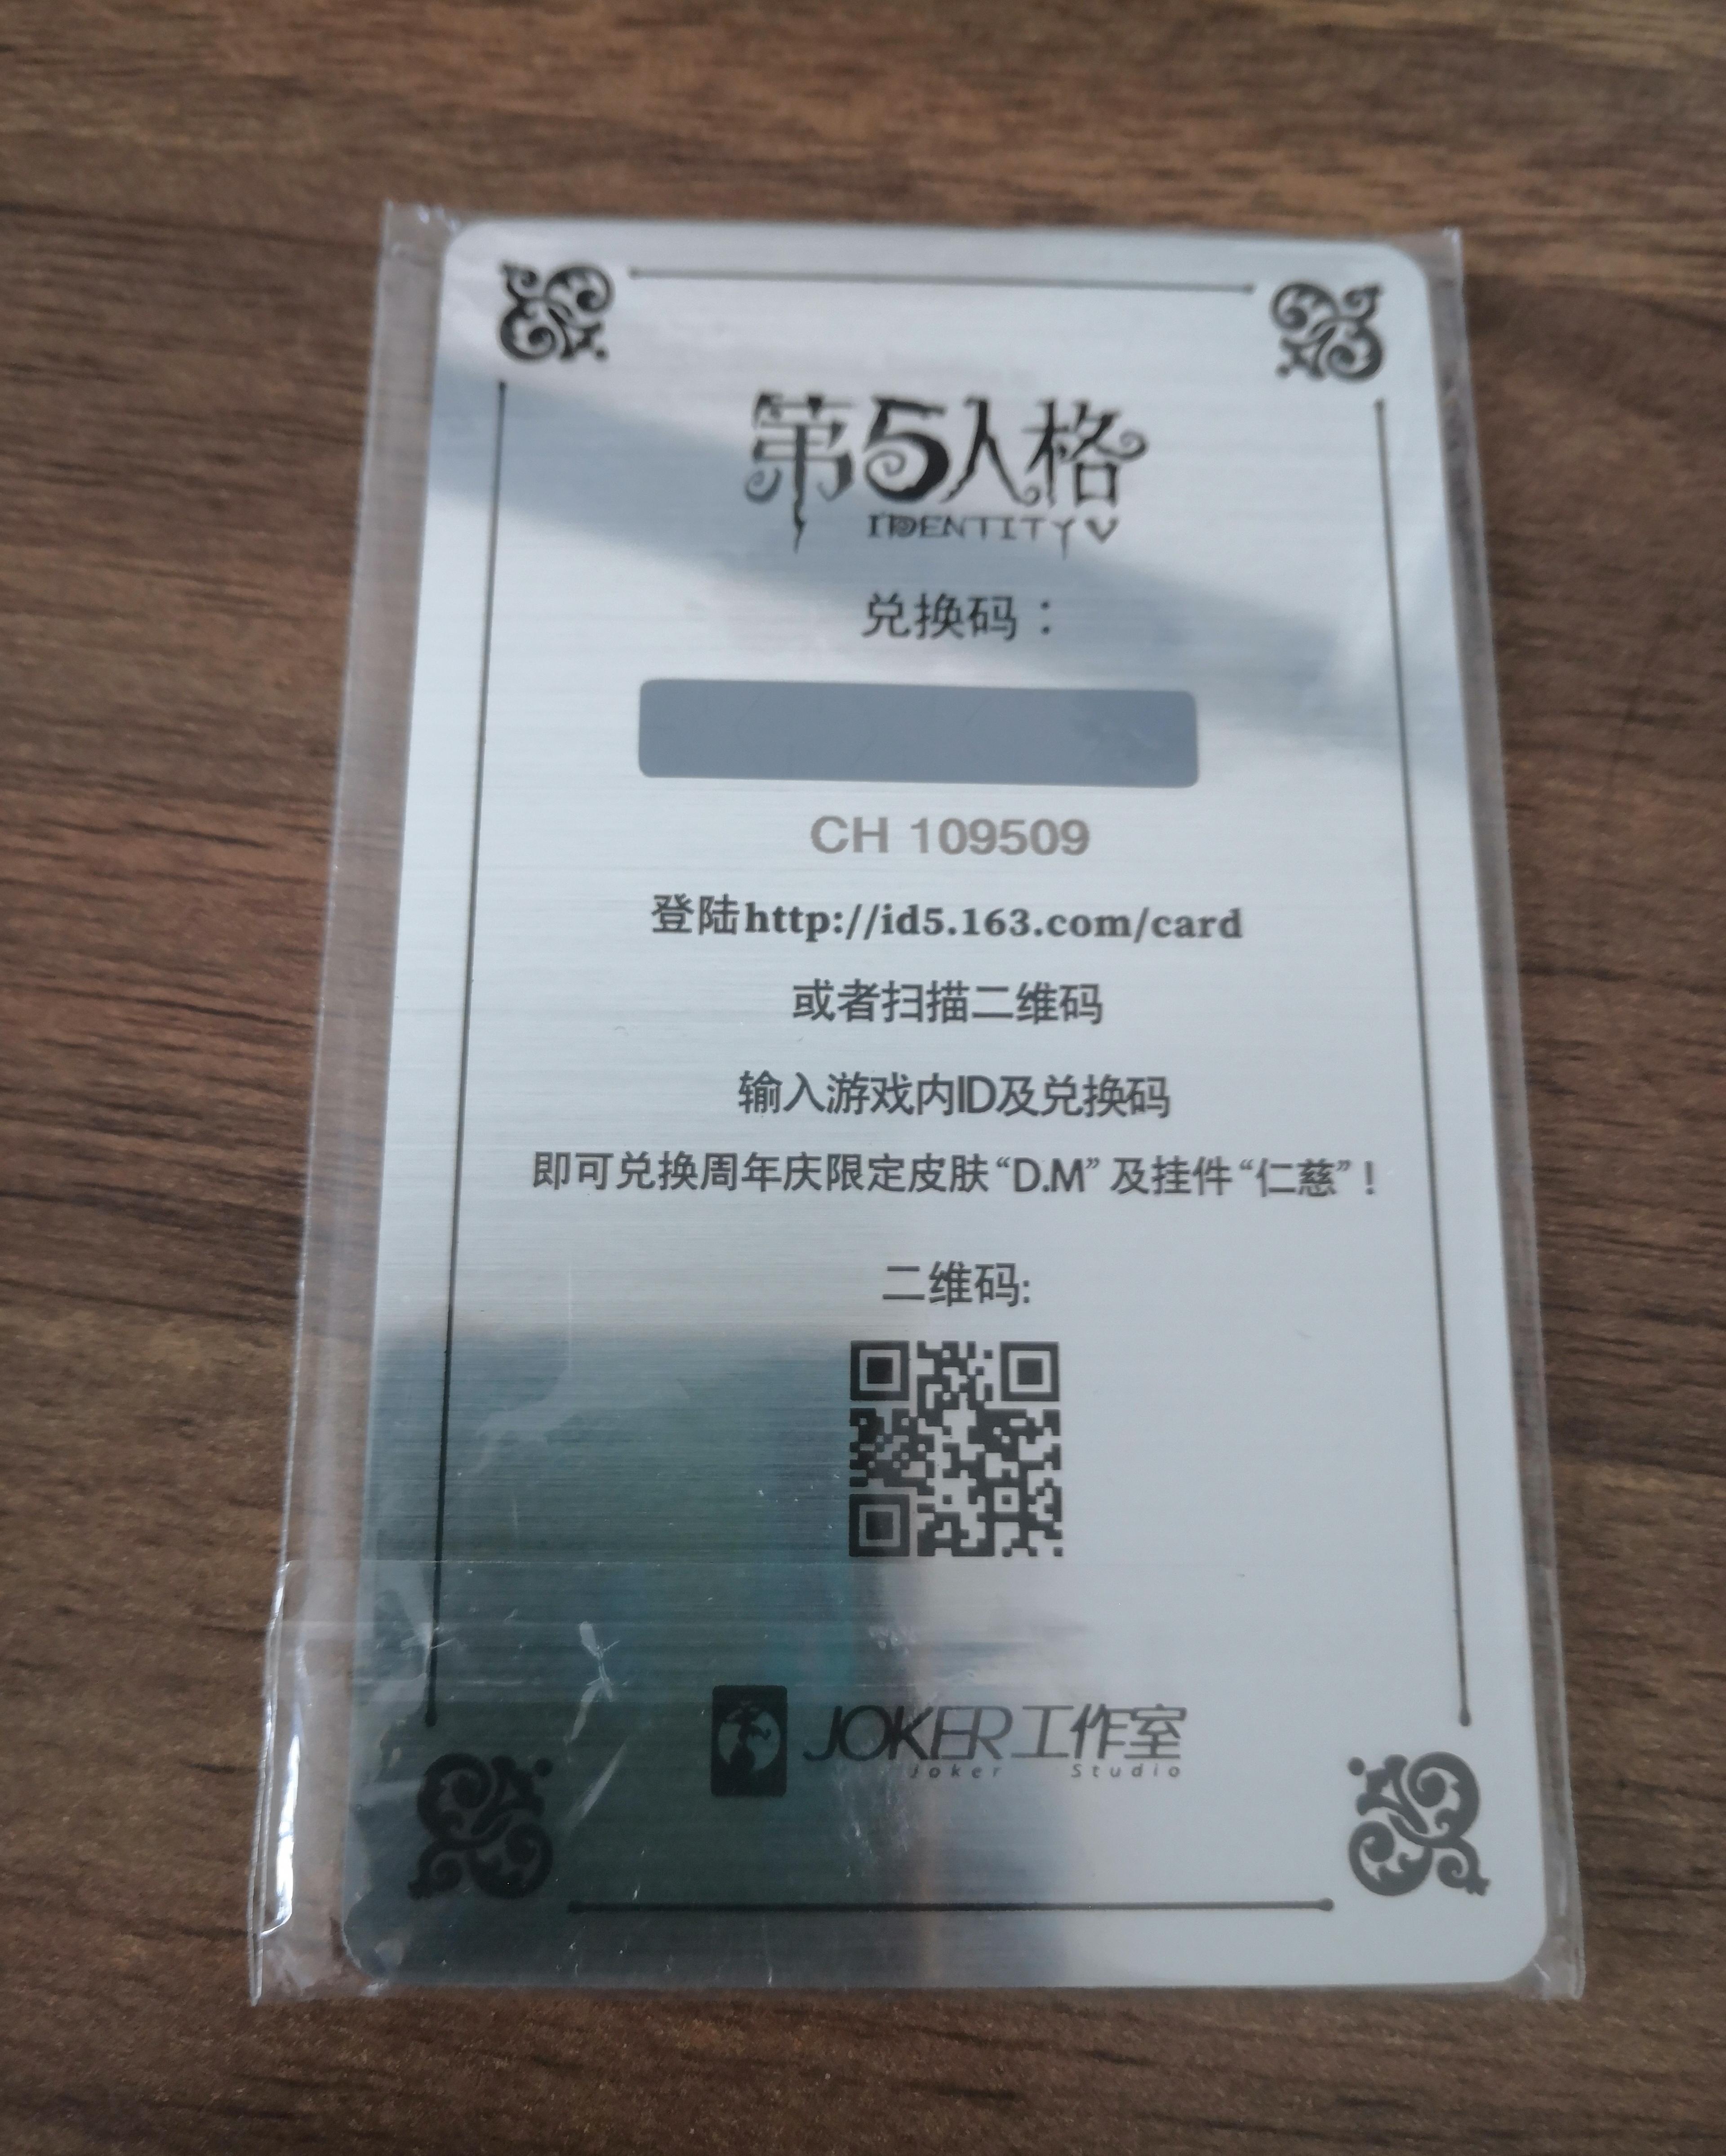 第5人格
IDENTITY V
兑换码：
CH 109509
登陆http://id5.163.com/card
或者扫描二维码
输入游戏内ID及兑换码
即可兑换周年庆限定皮肤“D.M” 及挂件“仁慈”！
二维码:
JOKER工作室
Joker Studio